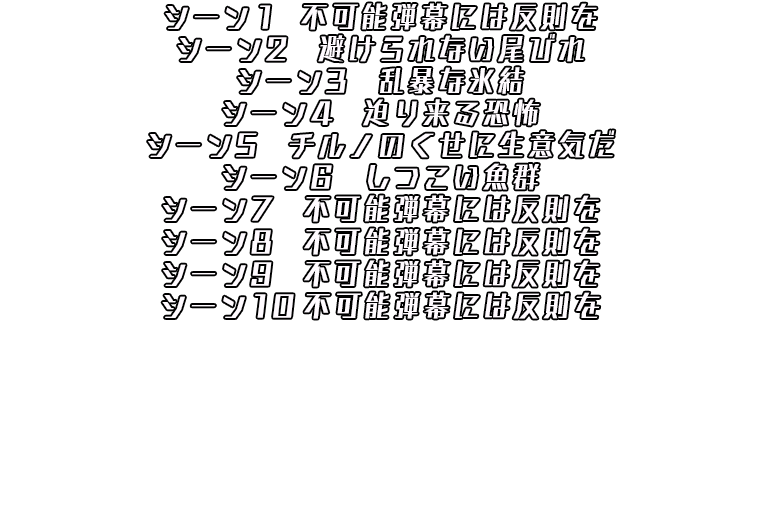 シーン1 不可能弾幕には反則を
シーン2 避けられない尾びれ
シーン3 乱暴な氷結
シーン4 迫り来る恐怖
シーン5 チルノのくせに生意気だ
シーン6 しつこい魚群
シーン7 不可能弾幕には反則を
シーン8 不可能弾幕には反則を
シーン9 不可能弾幕には反則を
シーン10 不可能弾幕には反則を